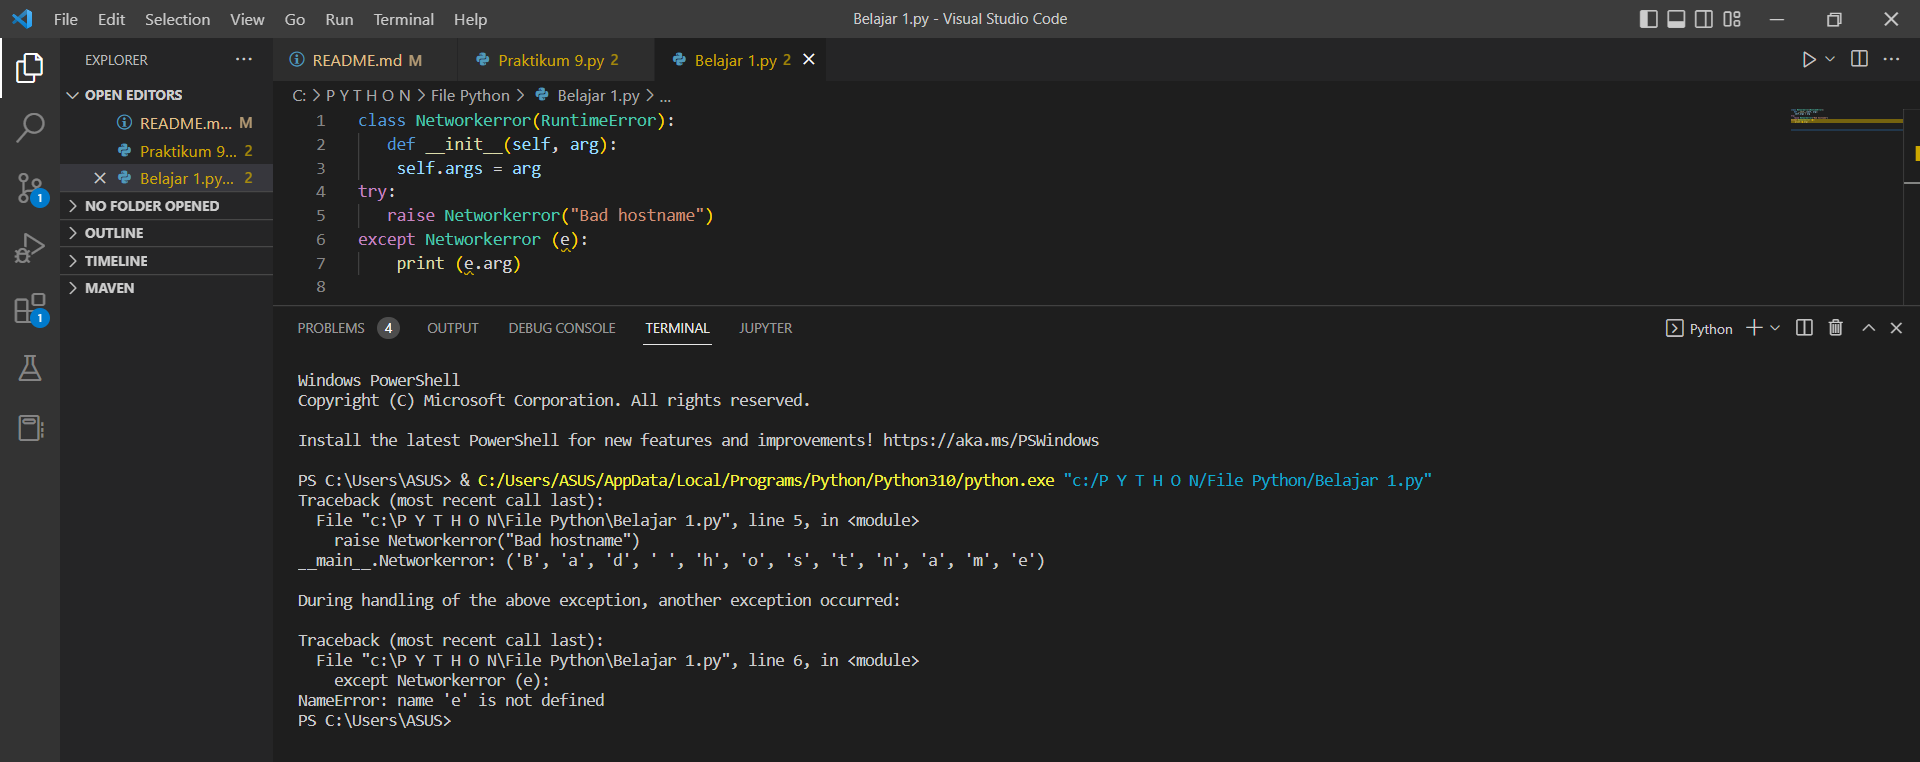 File Edit Selection View Go Run Terminal Help Belajar 1.py - Visual Studio Code
EXPLORER ...
README.md M Praktikum 9.py 2 Belajar 1.py 2
OPEN EDITORS
README.m... M
Praktikum 9... 2
Belajar 1.py... 2
NO FOLDER OPENED
OUTLINE
TIMELINE
MAVEN
1
1
C: > P Y T H O N > File Python > Belajar 1.py > ...
1 class Networkerror(RuntimeError):
2 def __init__(self, arg):
3 self.args = arg
4 try:
5 raise Networkerror("Bad hostname")
6 except Networkerror (e):
7 print (e.arg)
8
PROBLEMS 4 OUTPUT DEBUG CONSOLE TERMINAL JUPYTER Python
Windows PowerShell
Copyright (C) Microsoft Corporation. All rights reserved.
Install the latest PowerShell for new features and improvements! https://aka.ms/PSWindows
PS C:\Users\ASUS> & C:/Users/ASUS/AppData/Local/Programs/Python/Python310/python.exe "c:/P Y T H O N/File Python/Belajar 1.py"
Traceback (most recent call last):
File "c:\P Y T H O N\File Python\Belajar 1.py", line 5, in <module>
raise Networkerror("Bad hostname")
__main__.Networkerror: ('B', 'a', 'd', ' ', 'h', 'o', 's', 't', 'n', 'a', 'm', 'e')
During handling of the above exception, another exception occurred:
Traceback (most recent call last):
File "c:\P Y T H O N\File Python\Belajar 1.py", line 6, in <module>
except Networkerror (e):
NameError: name 'e' is not defined
PS C:\Users\ASUS>